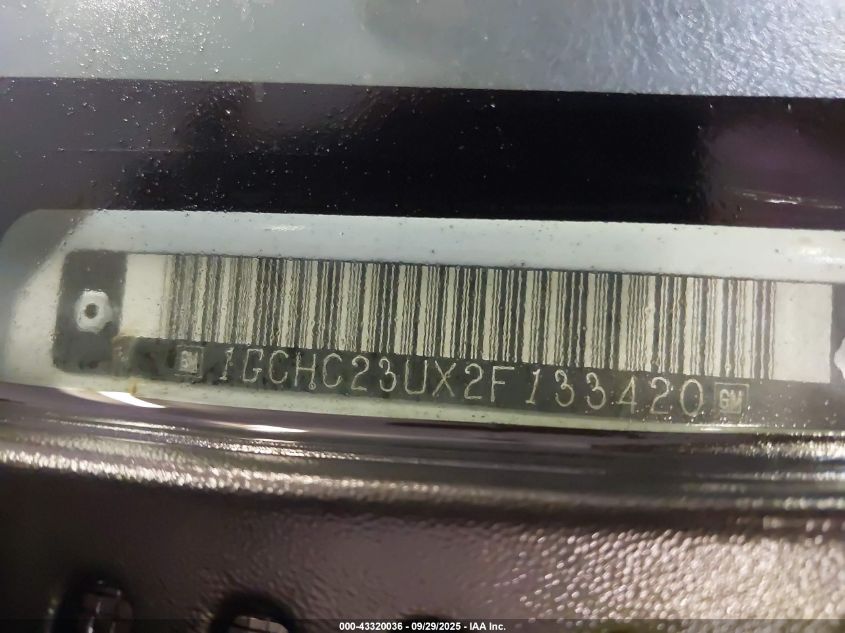 GM 1GCHC23UX2F133420 GM
000-43320036 - 09/29/2025 - IAA Inc.